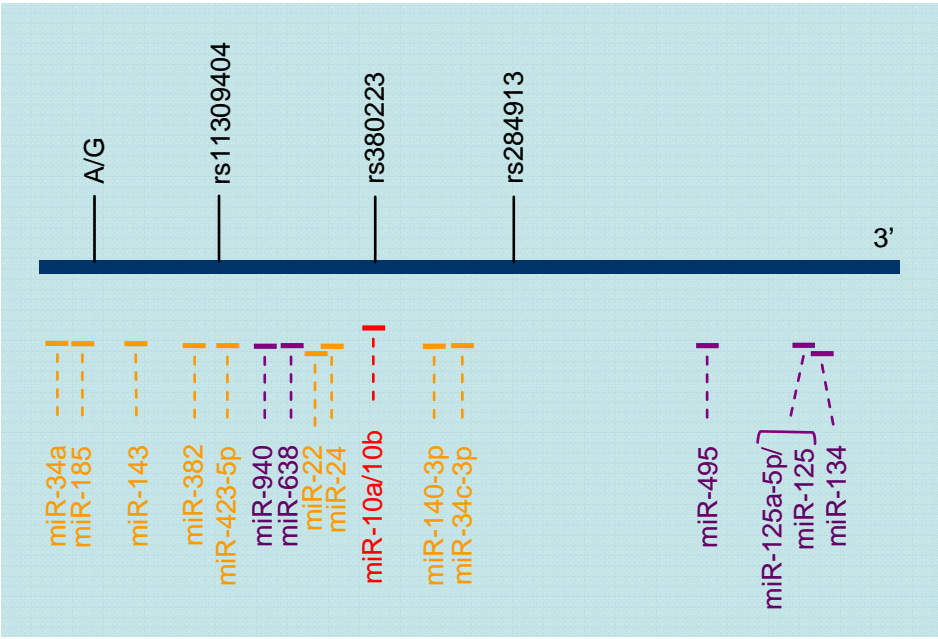 A/G
rs11309404
rs380223
rs284913
3’
miR-34a
miR-185
miR-143
miR-382
miR-423-5p
miR-940
miR-638
miR-22
miR-24
miR-10a/10b
miR-140-3p
miR-34c-3p
miR-495
miR-125a-5p/
miR-125
miR-134